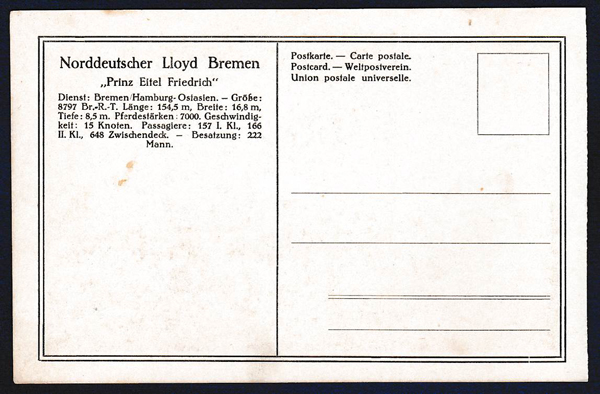 Norddeutscher Lloyd Bremen
„Prinz Eitel Friedrich“
Dienst: Bremen/Hamburg-Ostasien. — Größe:
8797 Br.-R.-T. Länge: 154,5 m, Breite: 16,8 m,
Tiefe: 8,5 m. Pferdestärken: 7000. Geschwindig-
keit: 15 Knoten. Passagiere: 157 I. Kl., 166
II. Kl., 648 Zwischendeck. — Besatzung: 222
Mann.
Postkarte. — Carte postale.
Postcard. — Weltpostverein.
Union postale universelle.